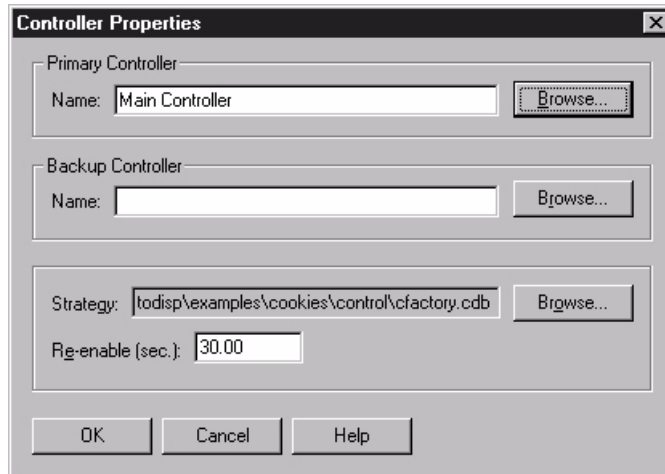 Controller Properties
Primary Controller
Name: Main Controller Browse...
Backup Controller
Name: Browse...
Strategy: todisp\examples\cookies\control\cfactory.cdb Browse...
Re-enable (sec.): 30.00
OK Cancel Help